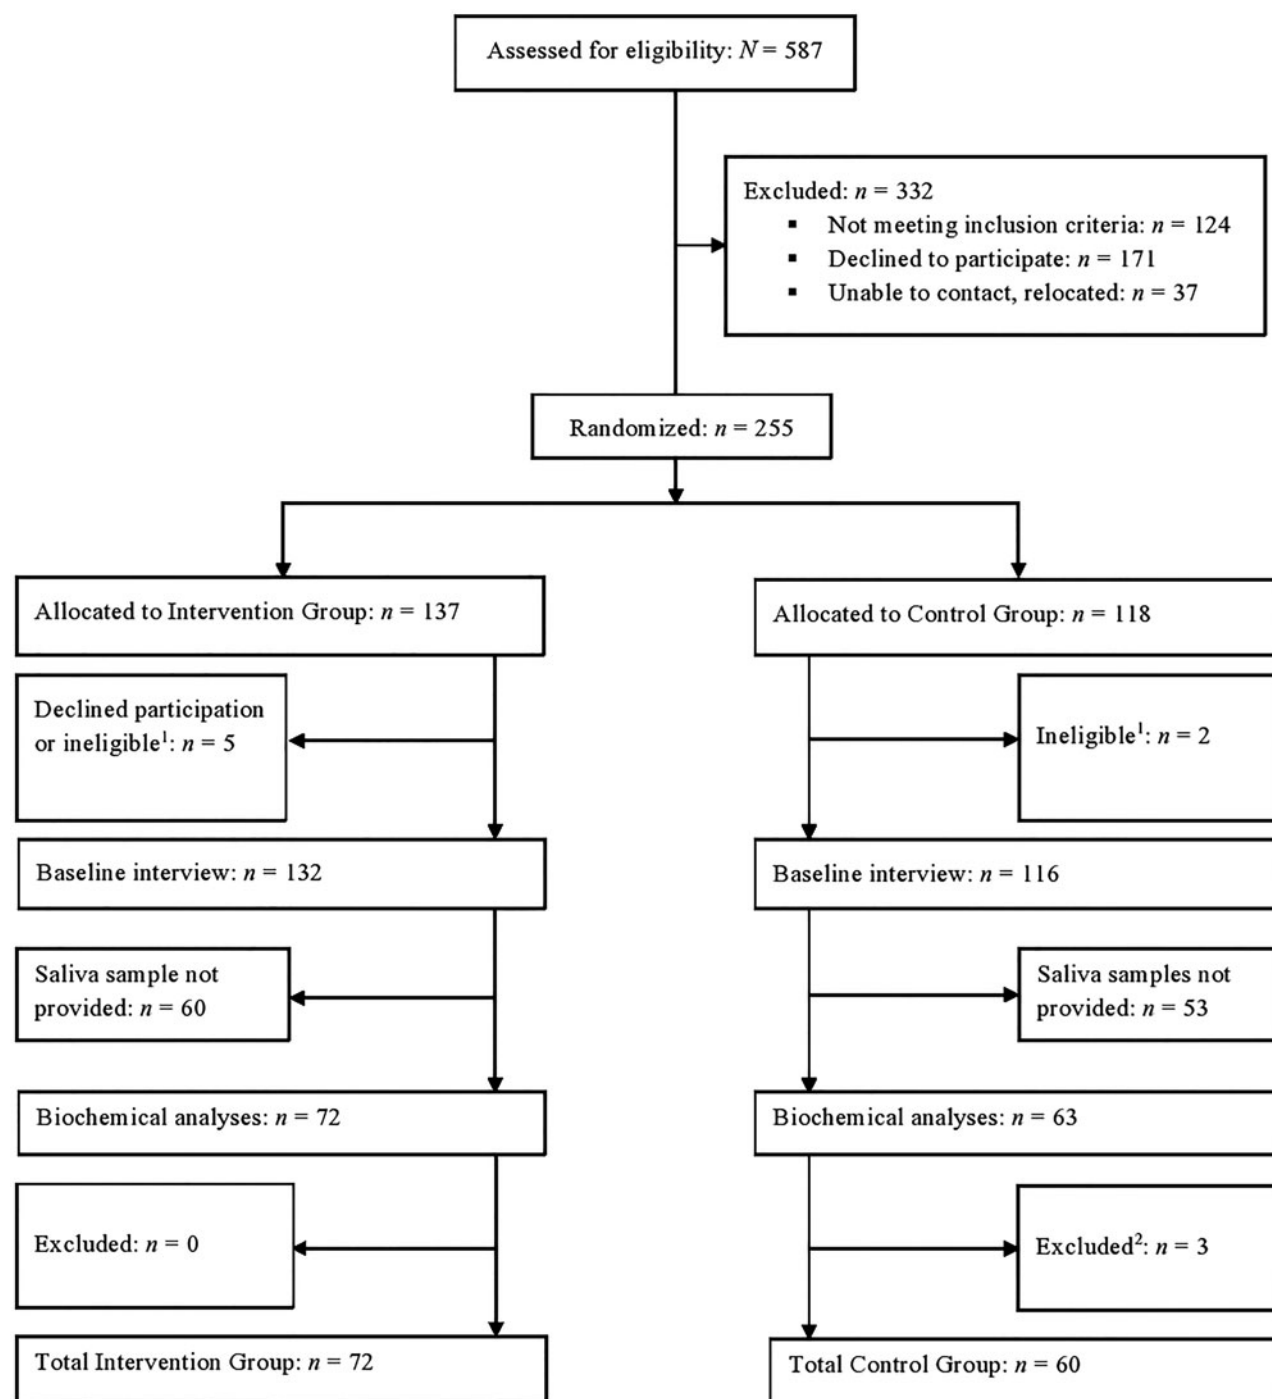 Assessed for eligibility: N = 587
Excluded: n = 332
▪ Not meeting inclusion criteria: n = 124
▪ Declined to participate: n = 171
▪ Unable to contact, relocated: n = 37
Randomized: n = 255
Allocated to Intervention Group: n = 137
Allocated to Control Group: n = 118
Declined participation
or ineligible¹: n = 5
Ineligible¹: n = 2
Baseline interview: n = 132
Baseline interview: n = 116
Saliva sample not
provided: n = 60
Saliva samples not
provided: n = 53
Biochemical analyses: n = 72
Biochemical analyses: n = 63
Excluded: n = 0
Excluded²: n = 3
Total Intervention Group: n = 72
Total Control Group: n = 60